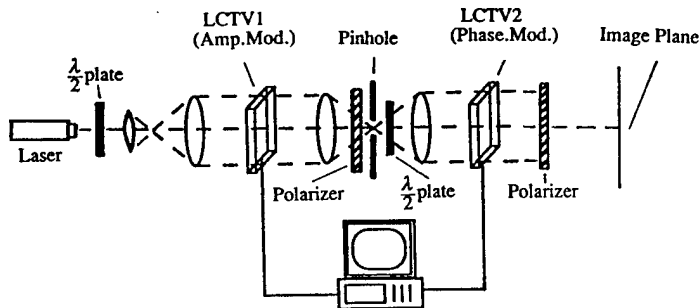 LCTV1
(Amp.Mod.)
Pinhole
LCTV2
(Phase.Mod.)
Image Plane
λ/2 plate
Laser
Polarizer
λ/2 plate
Polarizer